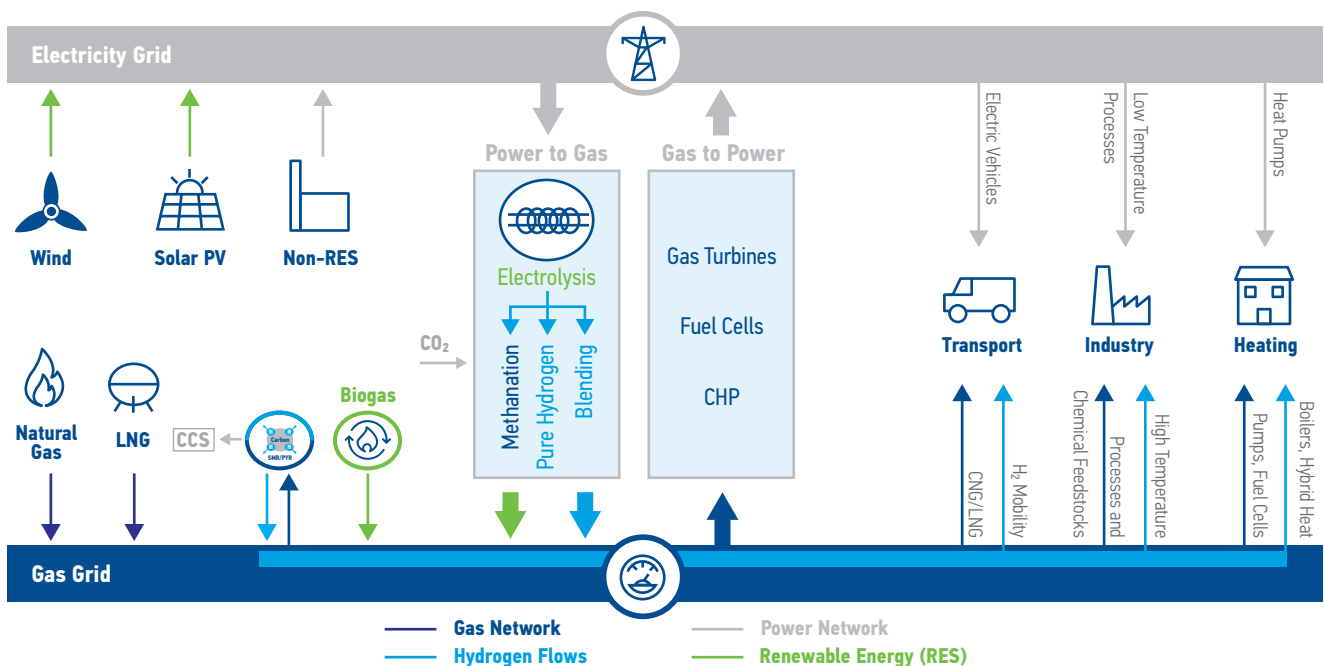 Electricity Grid
Electric Vehicles
Low Temperature
Processes
Heat Pumps
Power to Gas
Gas to Power
Wind
Solar PV
Non-RES
Electrolysis
Methanation
Pure Hydrogen
Blending
Gas Turbines
Fuel Cells
CHP
CO₂
Transport
Industry
Heating
Natural
Gas
LNG
CCS
Carbon
H
H
H
H
SMR/PYR
Biogas
CNG/LNG
H₂ Mobility
Chemical Feedstocks
Processes and
High Temperature
Pumps, Fuel Cells
Boilers, Hybrid Heat
Gas Grid
Gas Network
Power Network
Hydrogen Flows
Renewable Energy (RES)